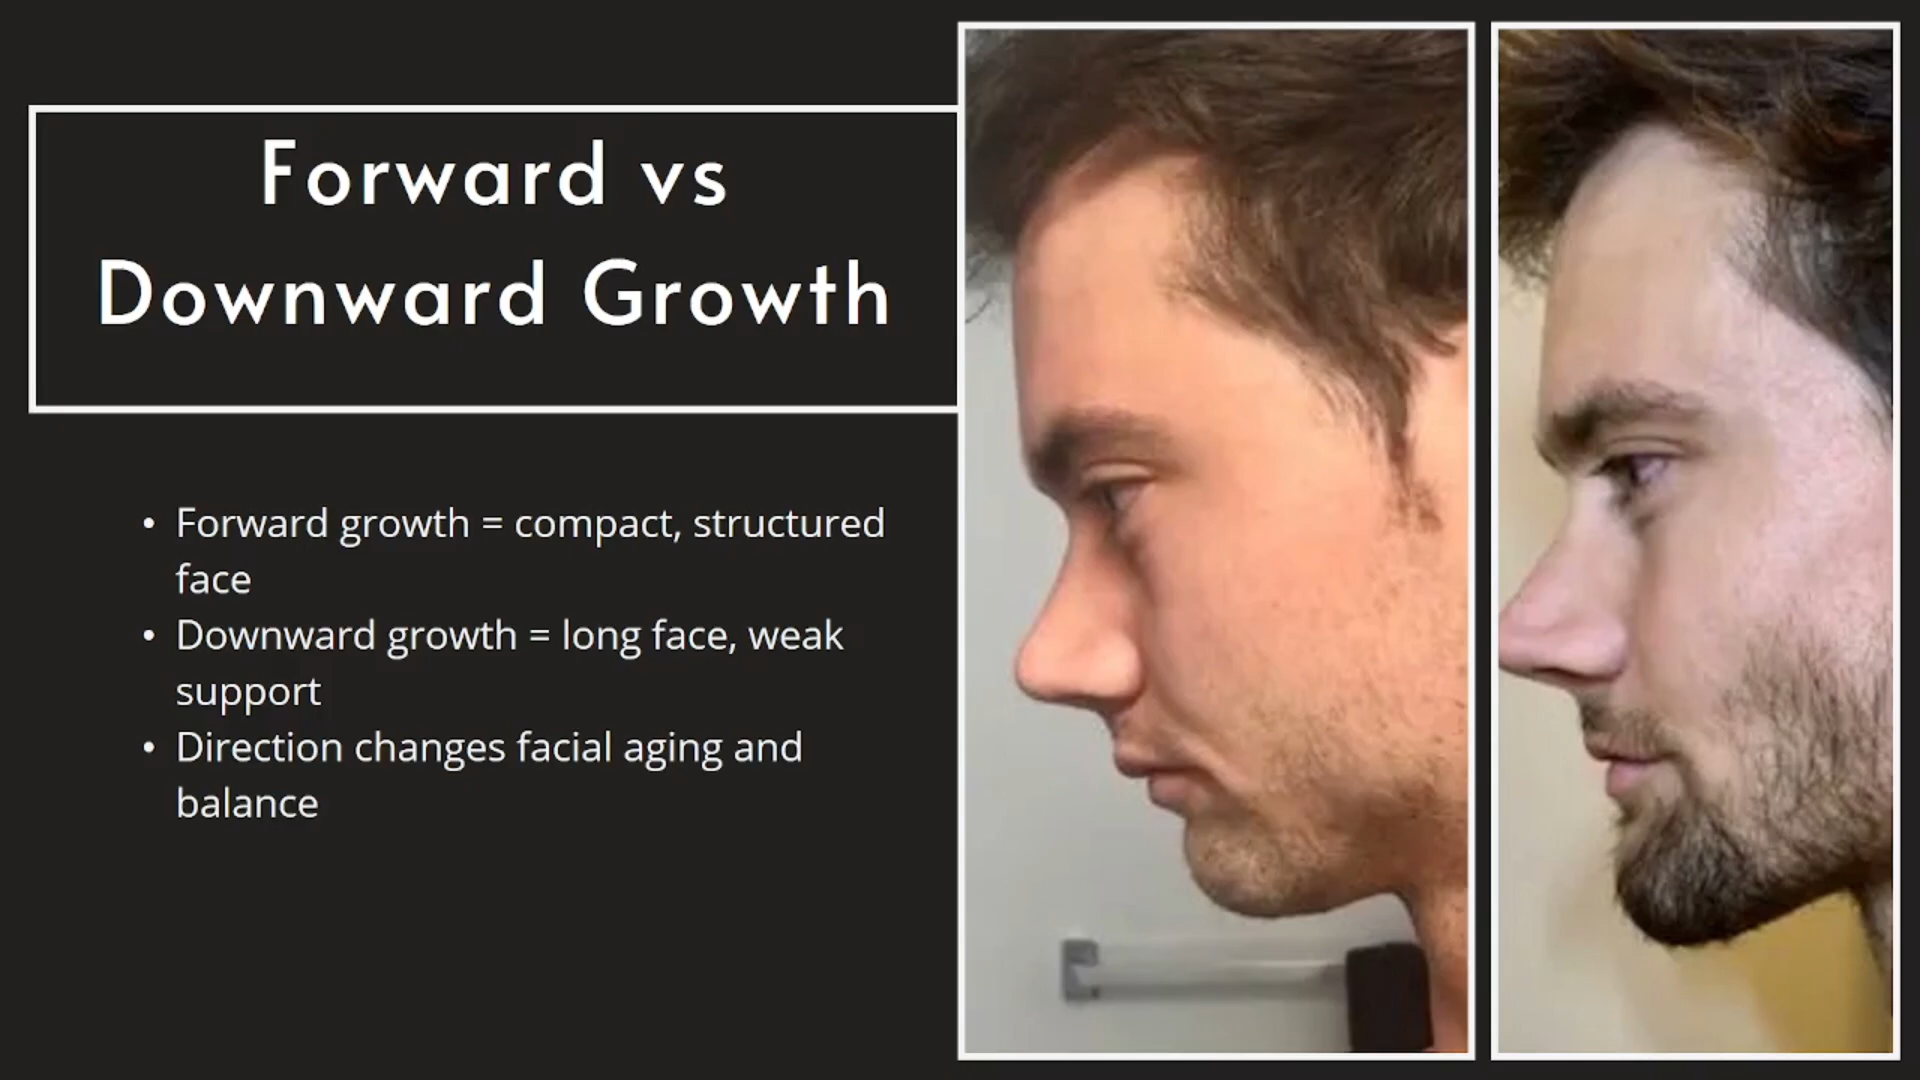 Forward vs
Downward Growth
• Forward growth = compact, structured
face
• Downward growth = long face, weak
support
• Direction changes facial aging and
balance